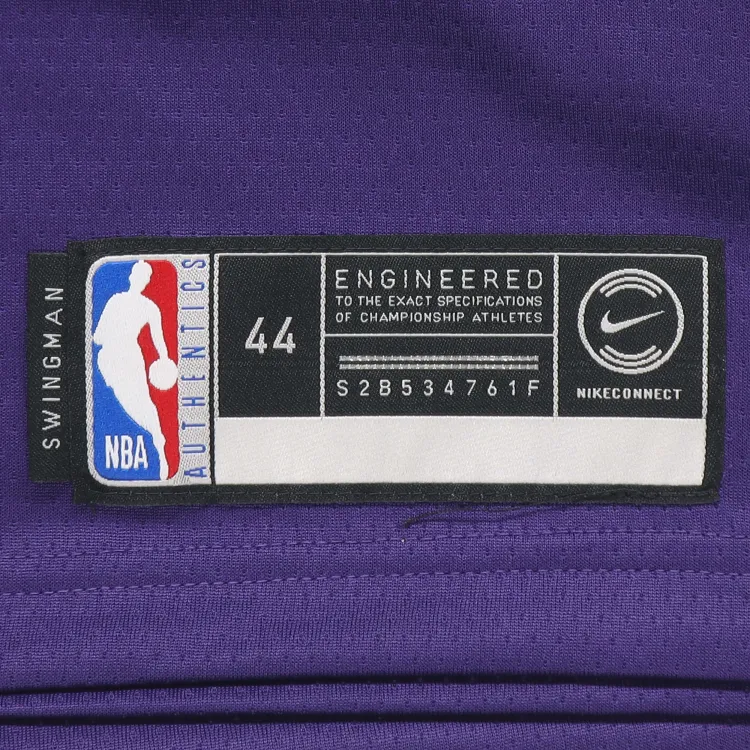 SWINGMAN
NBA
AUTHENTICS
44
ENGINEERED
TO THE EXACT SPECIFICATIONS
OF CHAMPIONSHIP ATHLETES
S2B534761F
NIKECONNECT